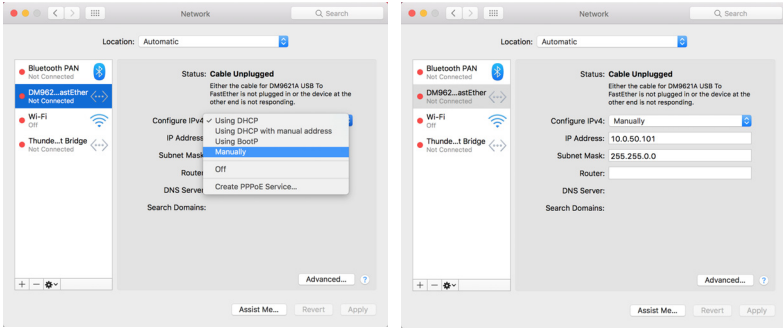 Network
Search
Location: Automatic
Bluetooth PAN
Not Connected
DM962...astEther
Not Connected
Wi-Fi
Off
Thunde...t Bridge
Not Connected
Status: Cable Unplugged
Either the cable for DM9621A USB To
FastEther is not plugged in or the device at the
other end is not responding.
Configure IPv4
✓ Using DHCP
Using DHCP with manual address
Using BootP
Manually
Off
Create PPPoE Service...
IP Address
Subnet Mask
Router
DNS Server
Search Domains:
Advanced... ?
+ −
Assist Me... Revert Apply
Network
Search
Location: Automatic
Bluetooth PAN
Not Connected
DM962...astEther
Not Connected
Wi-Fi
Off
Thunde...t Bridge
Not Connected
Status: Cable Unplugged
Either the cable for DM9621A USB To
FastEther is not plugged in or the device at the
other end is not responding.
Configure IPv4: Manually
IP Address: 10.0.50.101
Subnet Mask: 255.255.0.0
Router:
DNS Server:
Search Domains:
Advanced... ?
+ −
Assist Me... Revert Apply